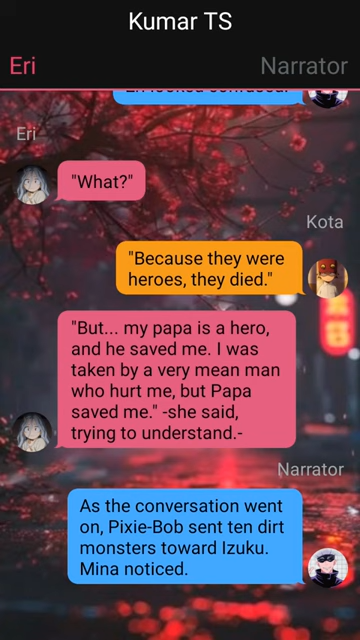 Kumar TS
Eri
Narrator
Eri
"What?"
Kota
"Because they were
heroes, they died."
"But... my papa is a hero,
and he saved me. I was
taken by a very mean man
who hurt me, but Papa
saved me." -she said,
trying to understand.-
Narrator
As the conversation went
on, Pixie-Bob sent ten dirt
monsters toward Izuku.
Mina noticed.